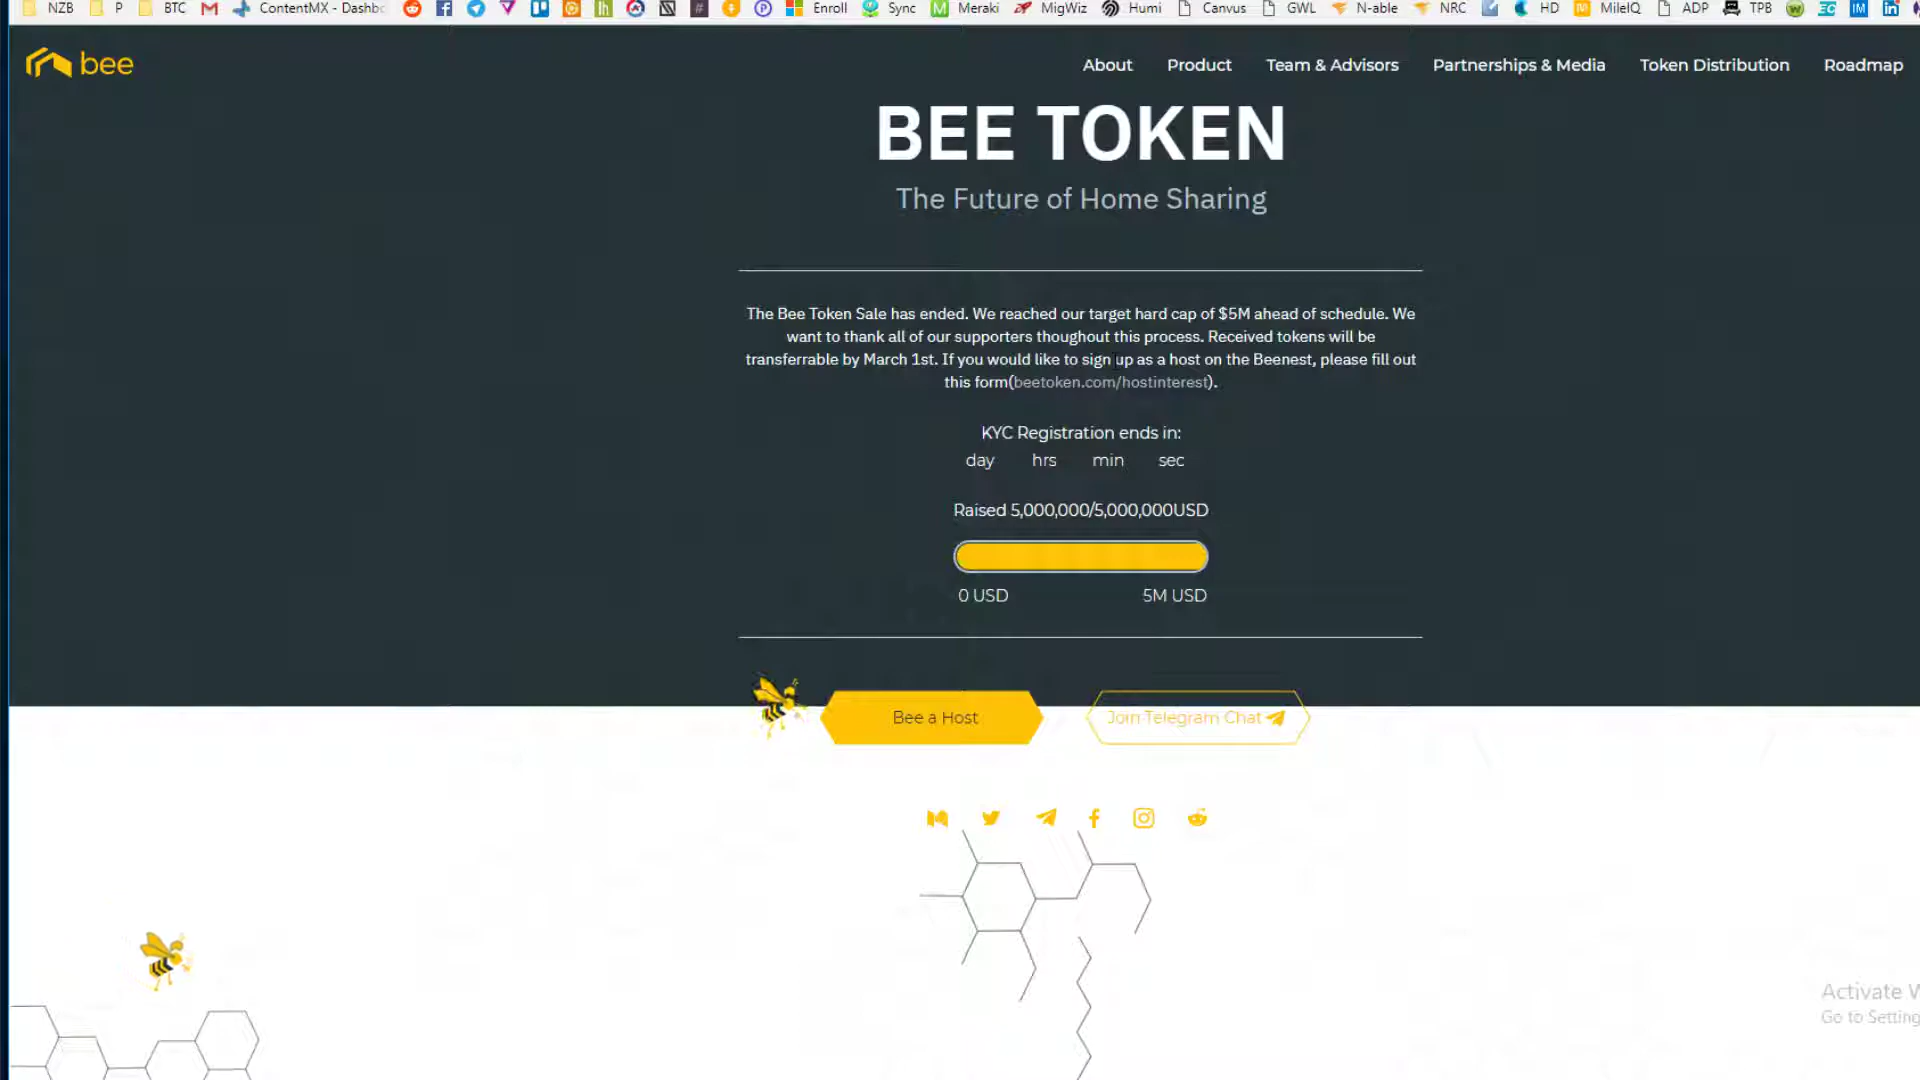 NZB P BTC ContentMX - Dashbo Enroll Sync Meraki MigWiz Humi Canvus GWL N-able NRC HD MileIQ ADP TPB
bee
About Product Team & Advisors Partnerships & Media Token Distribution Roadmap
BEE TOKEN
The Future of Home Sharing
The Bee Token Sale has ended. We reached our target hard cap of $5M ahead of schedule. We
want to thank all of our supporters thoughout this process. Received tokens will be
transferrable by March 1st. If you would like to sign up as a host on the Beenest, please fill out
this form(beetoken.com/hostinterest).
KYC Registration ends in:
day hrs min sec
Raised 5,000,000/5,000,000USD
0 USD 5M USD
Bee a Host
Join Telegram Chat
Activate W
Go to Setting